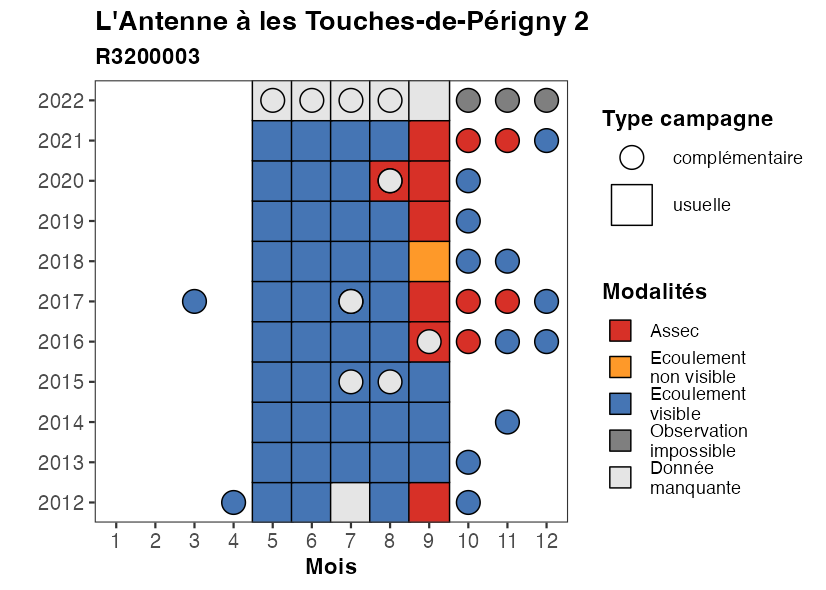 L'Antenne à les Touches-de-Périgny 2
R3200003
2022
2021
2020
2019
2018
2017
2016
2015
2014
2013
2012
1 2 3 4 5 6 7 8 9 10 11 12
Mois
Type campagne
complémentaire
usuelle
Modalités
Assec
Ecoulement
non visible
Ecoulement
visible
Observation
impossible
Donnée
manquante